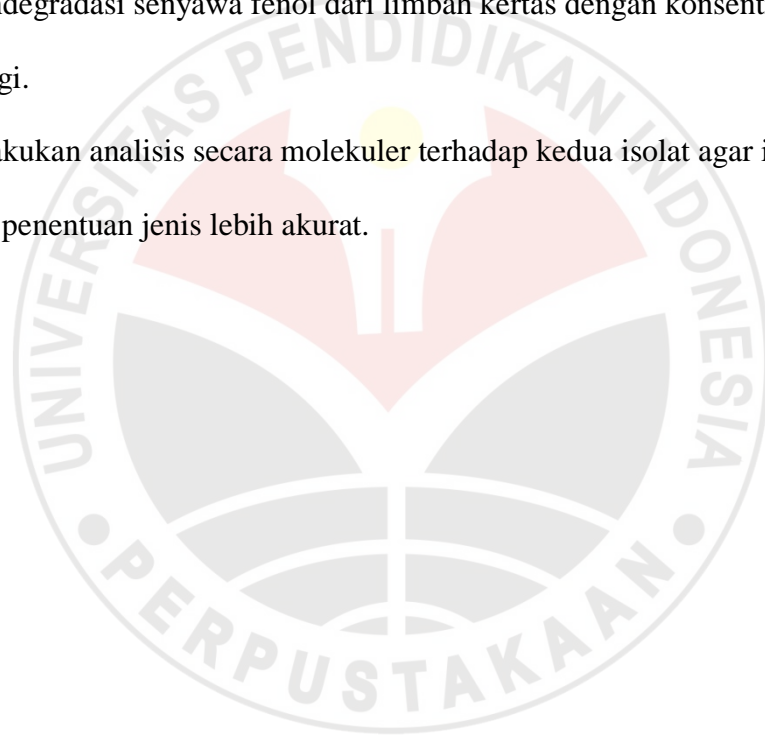 ndegradasi senyawa fenol dari limbah kertas dengan konsent
gi.
akukan analisis secara molekuler terhadap kedua isolat agar i
penentuan jenis lebih akurat.
UNIVERSITAS PENDIDIKAN INDONESIA
PERPUSTAKAAN